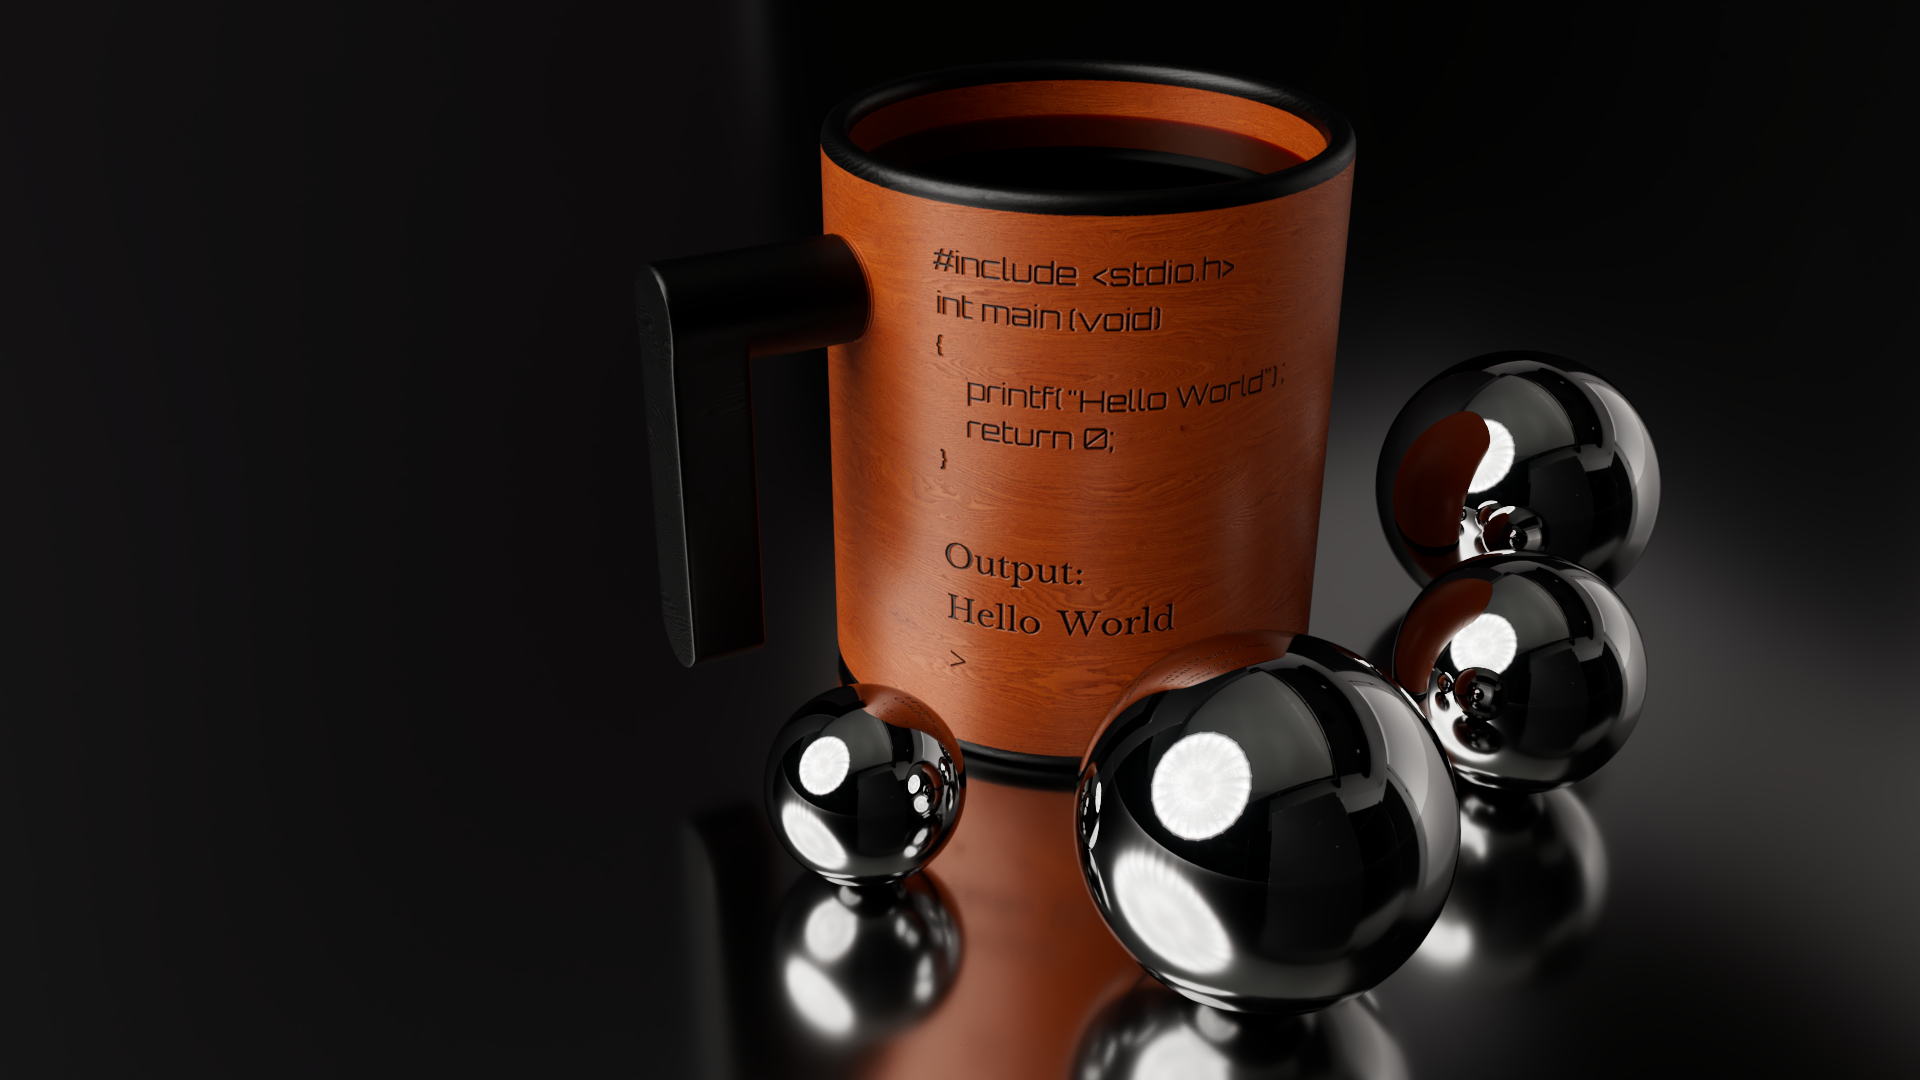 #include <stdio.h>
int main (void)
{
printf("Hello World");
return 0;
}
Output:
Hello World
>